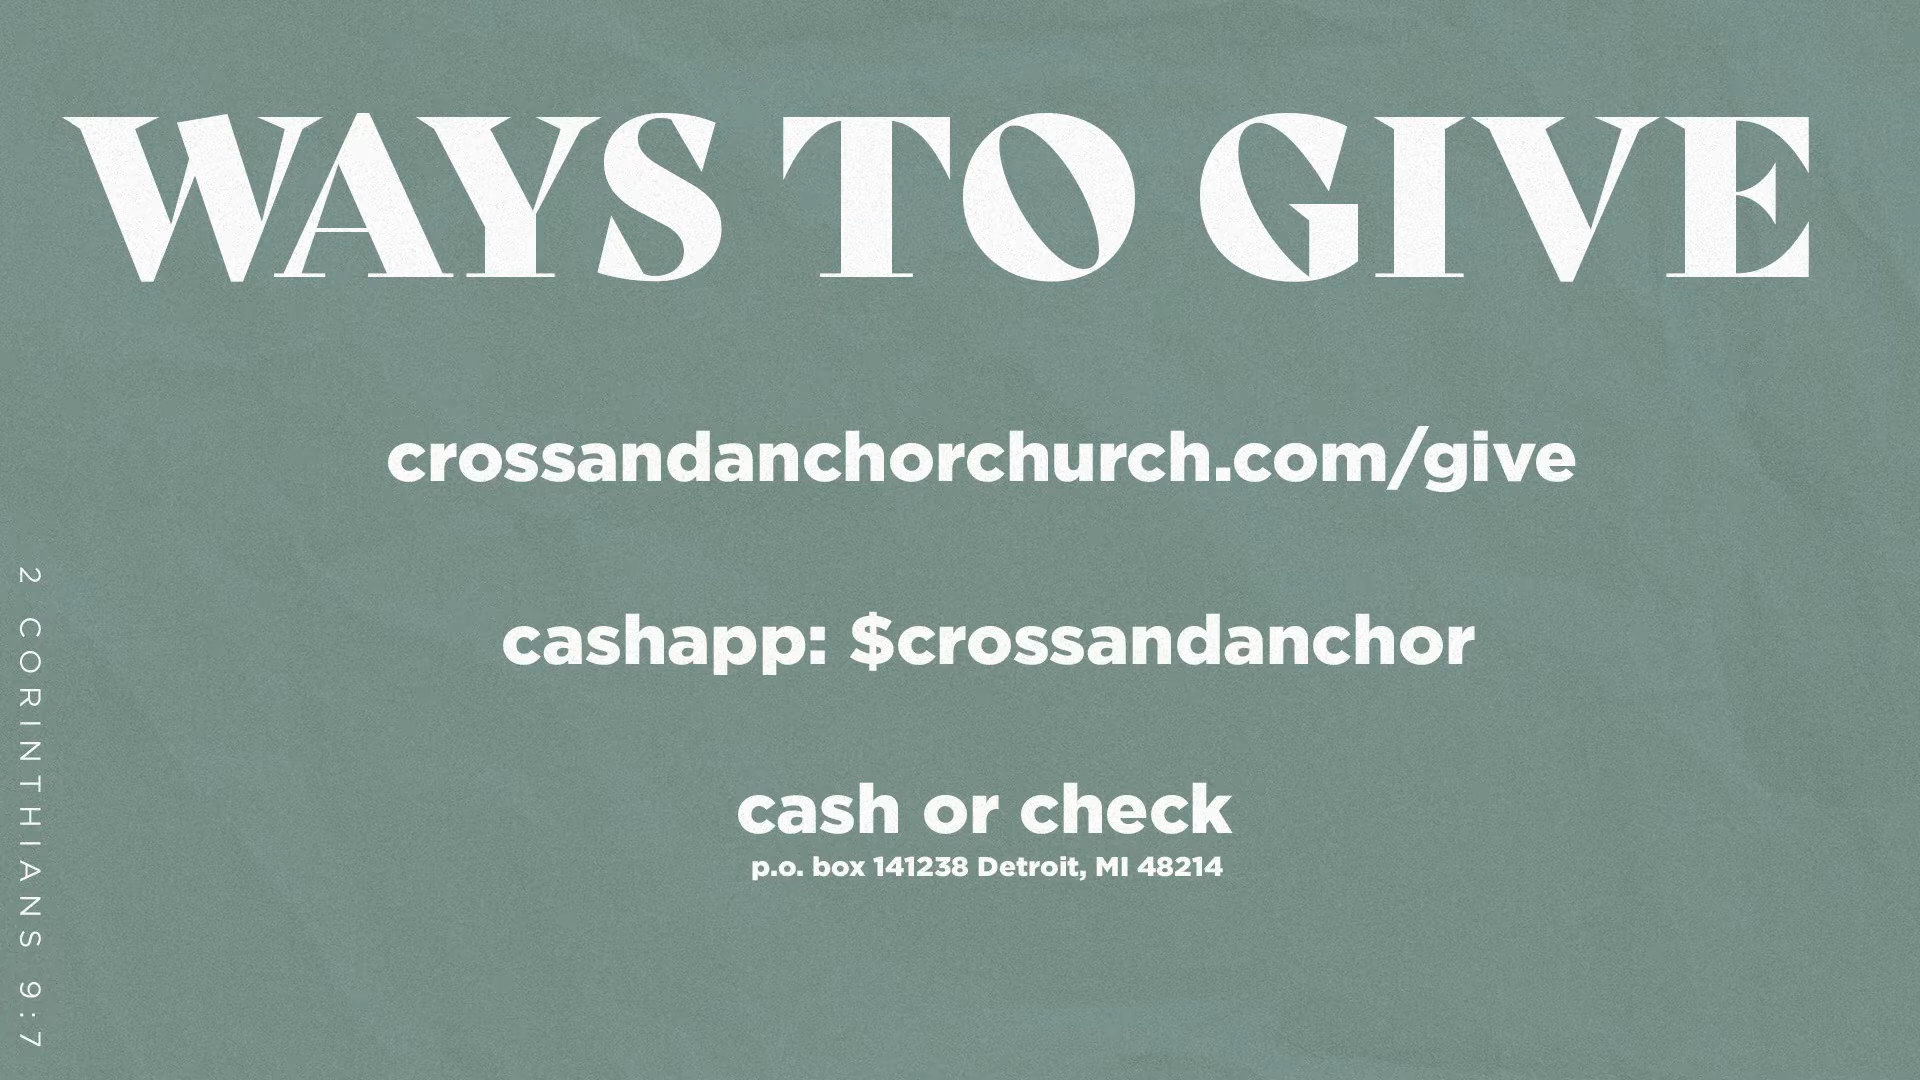 WAYS TO GIVE
crossandanchorchurch.com/give
cashapp: $crossandanchor
cash or check
p.o. box 141238 Detroit, MI 48214
2 CORINTHIANS 9:7